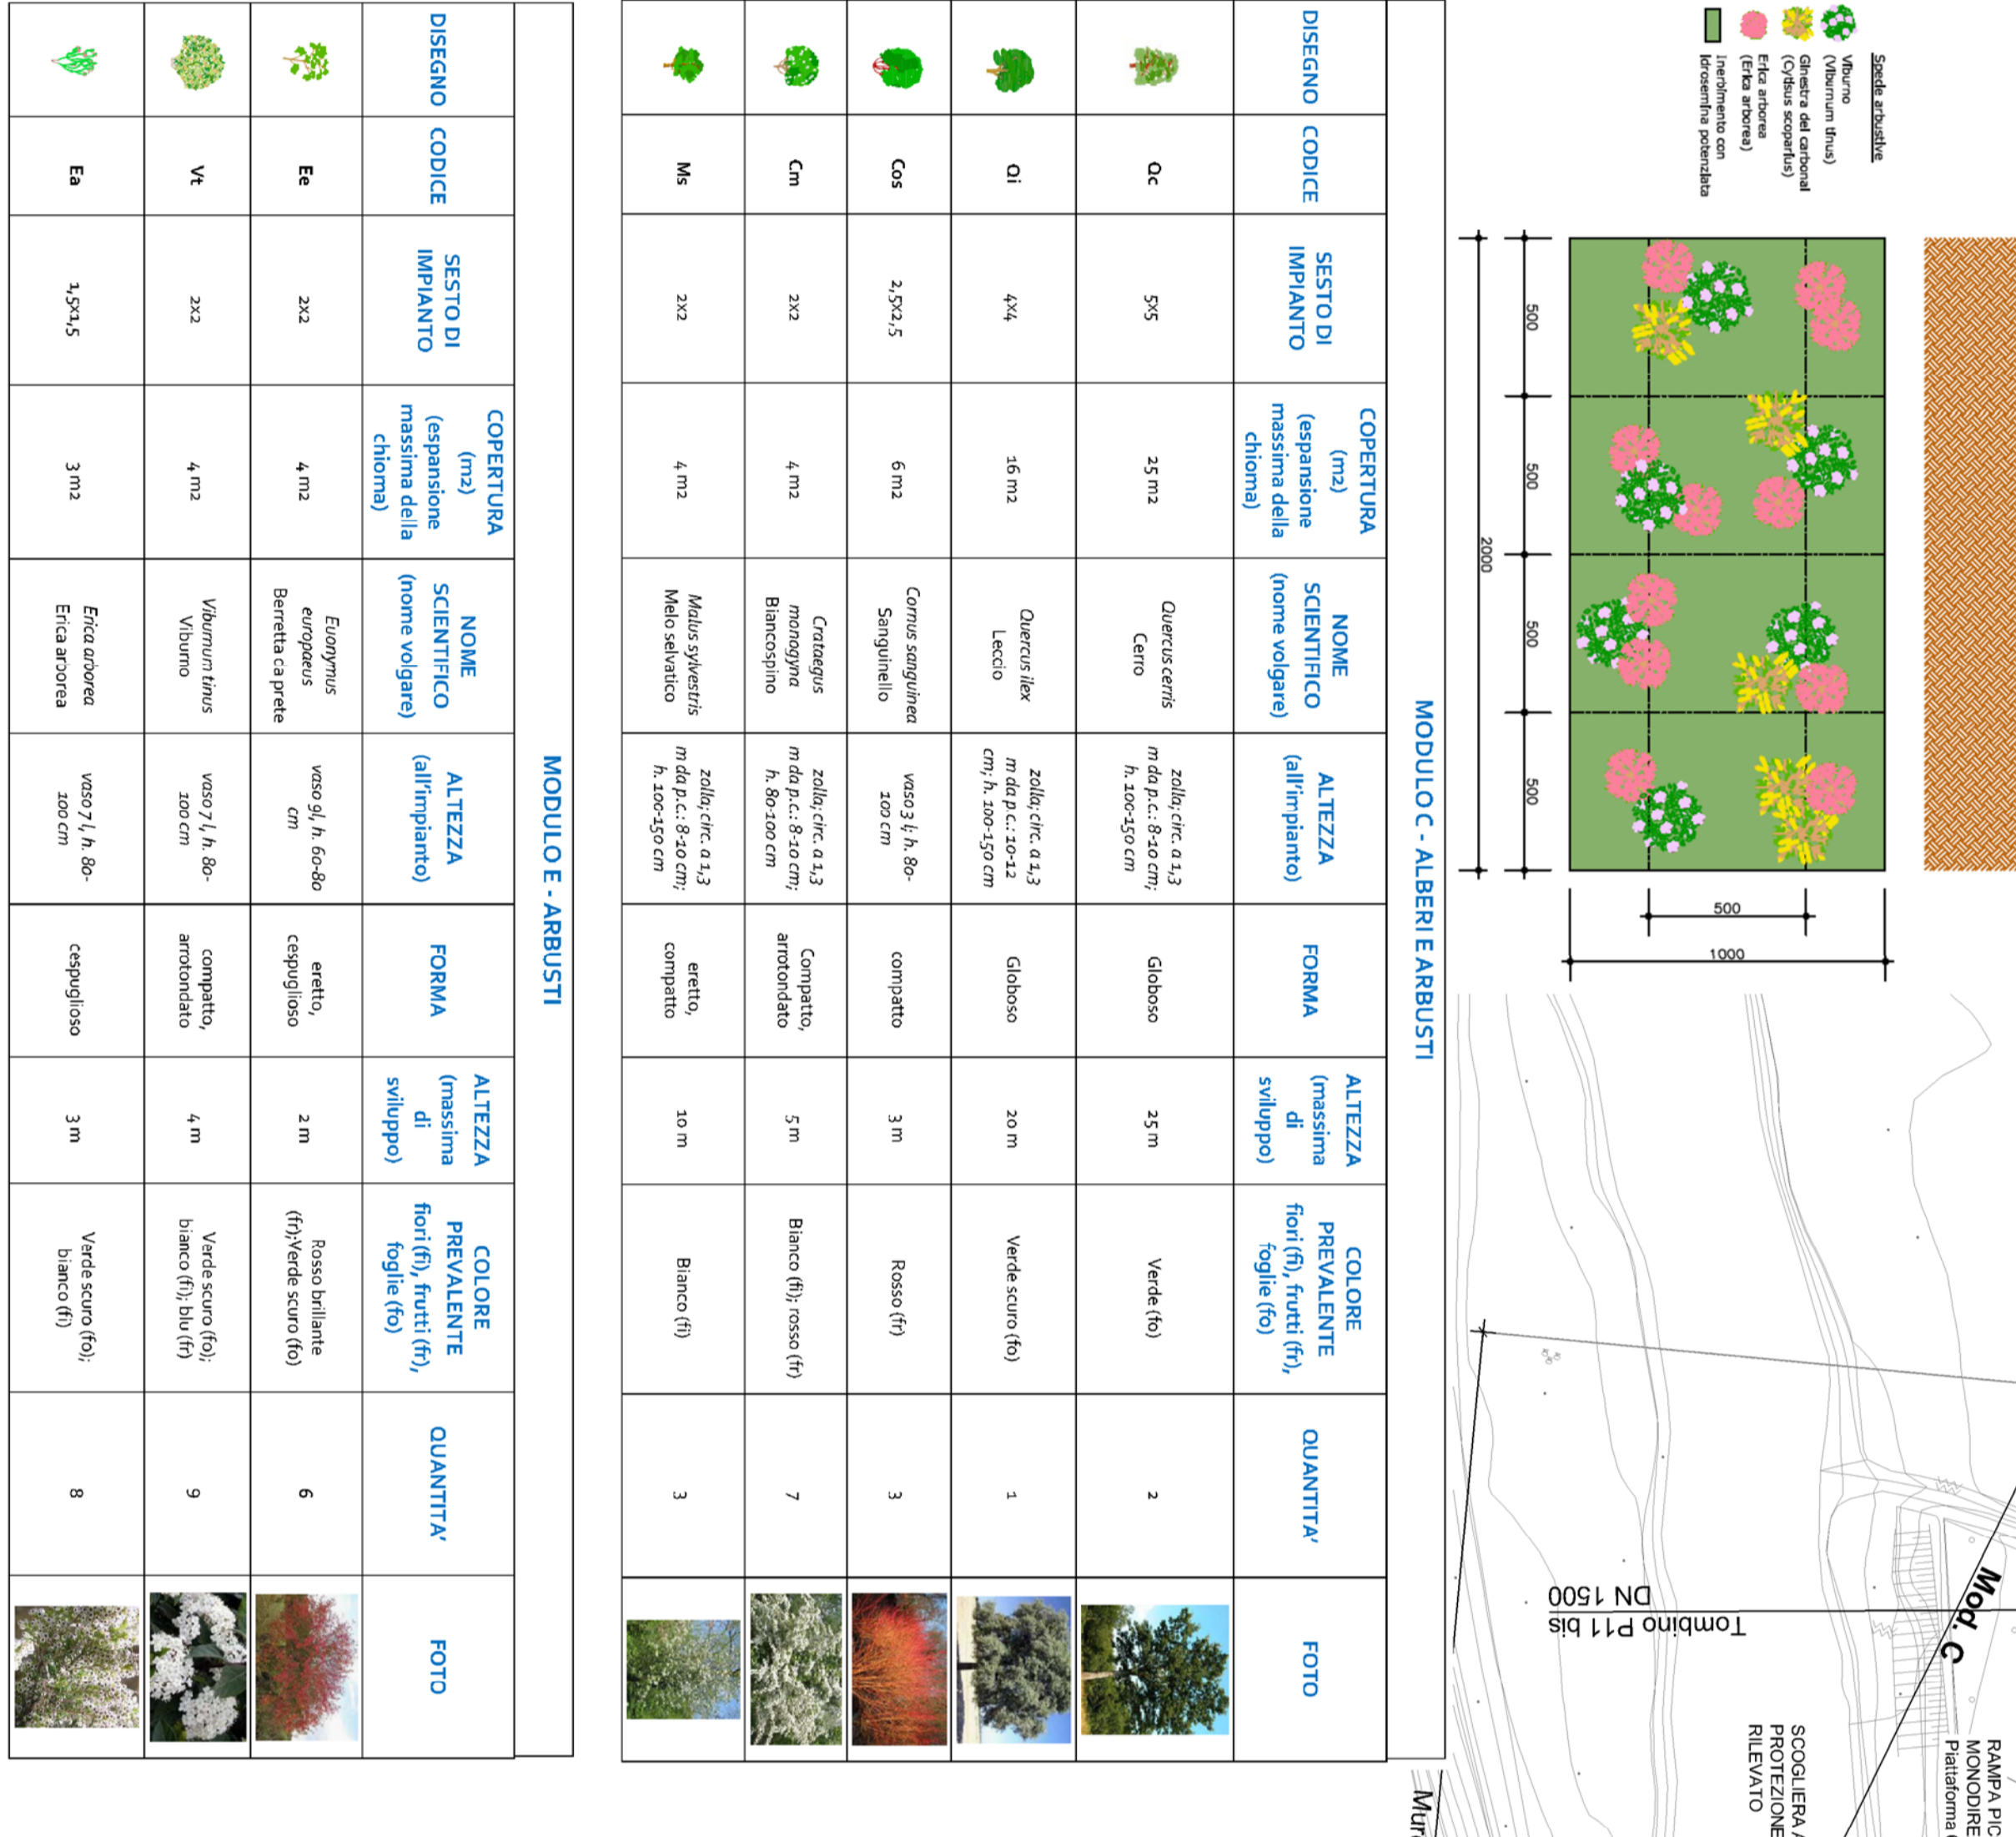 Specie arbustive
Viburno
(Viburnum tinus)
Ginestra del carbonai
(Cytisus scoparius)
Erica arborea
(Erica arborea)
Inerbimento con
idrosemina potenziata
500
500
500
500
2000
500
1000
Mod. C
Tombino P11 bis
DN 1500
RAMPA PIC
MONODIRE
Piattaforma
SCOGLIERA A
PROTEZIONE
RILEVATO
Mur
MODULO C - ALBERI E ARBUSTI
DISEGNO
CODICE
SESTO DI
IMPIANTO
COPERTURA
(m2)
(espansione
massima della
chioma)
NOME
SCIENTIFICO
(nome volgare)
ALTEZZA
(all'impianto)
FORMA
ALTEZZA
(massima
di
sviluppo)
COLORE
PREVALENTE
fiori (fi), frutti (fr),
foglie (fo)
QUANTITA'
FOTO
Qc
5x5
25 m2
Quercus cerris
Cerro
zolla; circ. a 1,3
m da p.c.: 8-10 cm;
h. 100-150 cm
Globoso
25 m
Verde (fo)
2
Qi
4x4
16 m2
Quercus ilex
Leccio
zolla; circ. a 1,3
m da p.c.: 10-12
cm; h. 100-150 cm
Globoso
20 m
Verde scuro (fo)
1
Cos
2,5x2,5
6 m2
Cornus sanguinea
Sanguinello
vaso 3 l; h. 80-
100 cm
compatto
3 m
Rosso (fr)
3
Cm
2x2
4 m2
Crataegus
monogyna
Biancospino
zolla; circ. a 1,3
m da p.c.: 8-10 cm;
h. 80-100 cm
Compatto,
arrotondato
5 m
Bianco (fi); rosso (fr)
7
Ms
2x2
4 m2
Malus sylvestris
Melo selvatico
zolla; circ. a 1,3
m da p.c.: 8-10 cm;
h. 100-150 cm
eretto,
compatto
10 m
Bianco (fi)
3
MODULO E - ARBUSTI
DISEGNO
CODICE
SESTO DI
IMPIANTO
COPERTURA
(m2)
(espansione
massima della
chioma)
NOME
SCIENTIFICO
(nome volgare)
ALTEZZA
(all'impianto)
FORMA
ALTEZZA
(massima
di
sviluppo)
COLORE
PREVALENTE
fiori (fi), frutti (fr),
foglie (fo)
QUANTITA'
FOTO
Ee
2x2
4 m2
Euonymus
europaeus
Berretta da prete
vaso 9l, h. 60-80
cm
eretto,
cespuglioso
2 m
Rosso brillante
(fr);Verde scuro (fo)
6
Vt
2x2
4 m2
Viburnum tinus
Viburno
vaso 7 l, h. 80-
100 cm
compatto,
arrotondato
4 m
Verde scuro (fo);
bianco (fi); blu (fr)
9
Ea
1,5x1,5
3 m2
Erica arborea
Erica arborea
vaso 7 l, h. 80-
100 cm
cespuglioso
3 m
Verde scuro (fo);
bianco (fi)
8